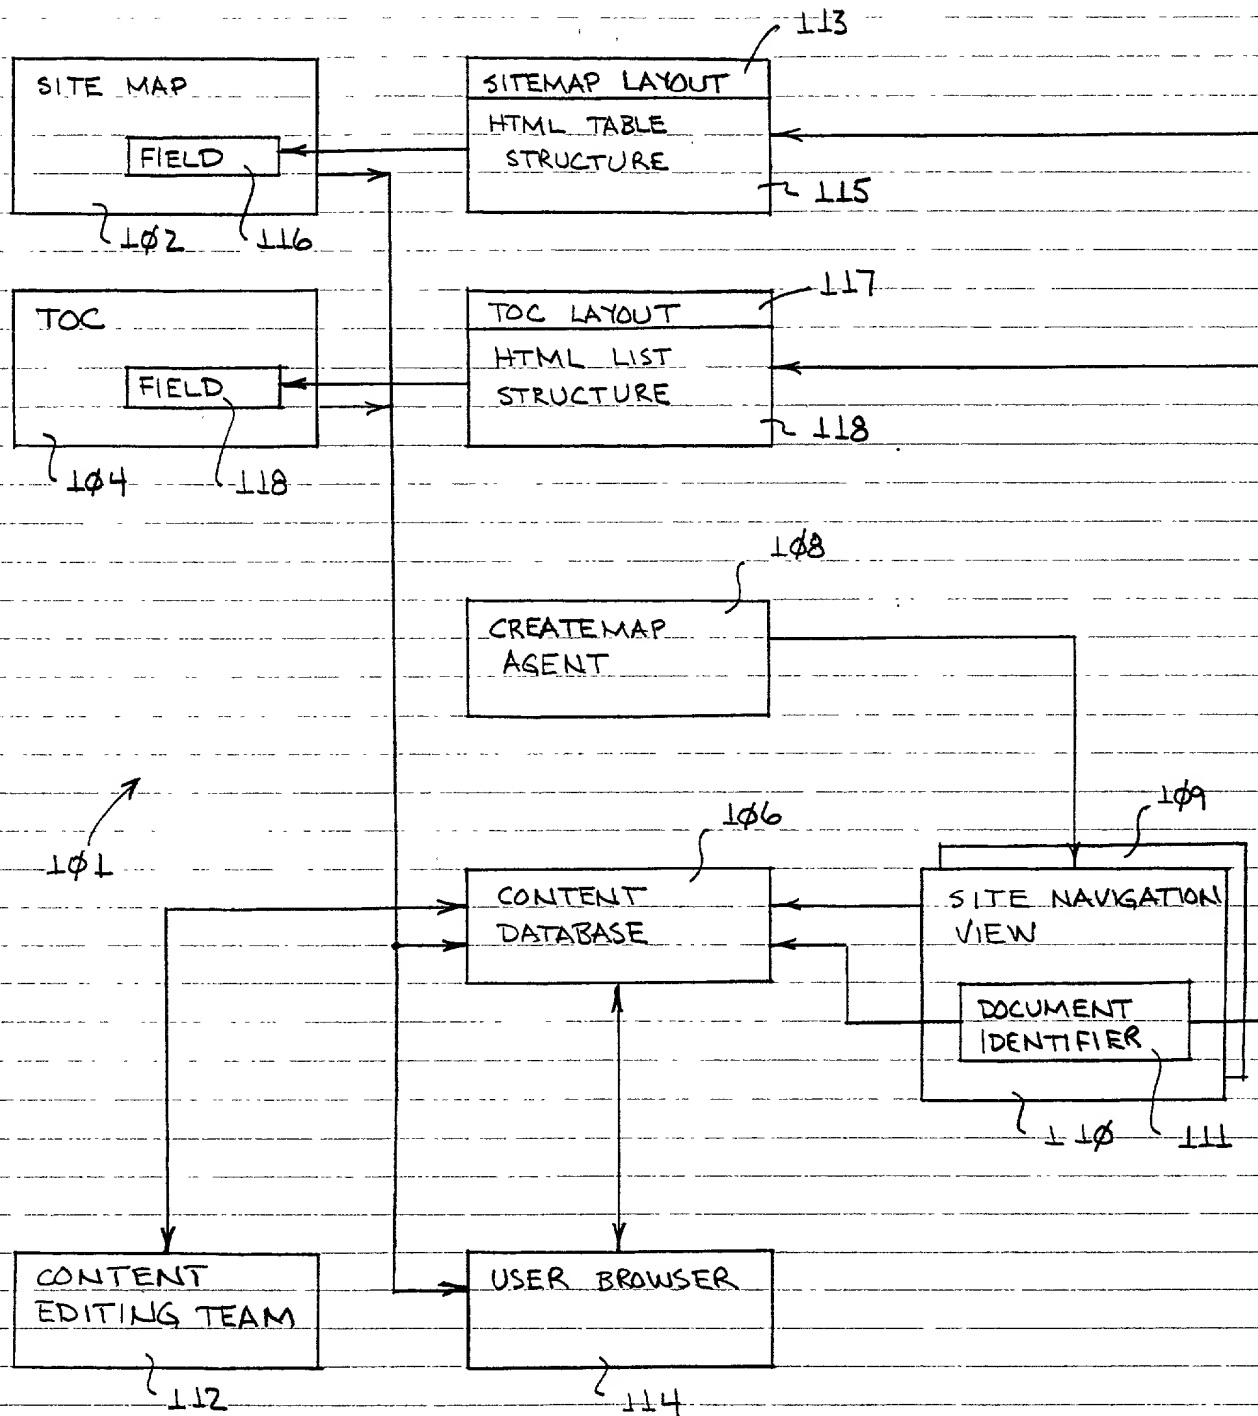 113
SITE MAP
SITEMAP LAYOUT
HTML TABLE
STRUCTURE
FIELD
115
102
116
117
TOC
TOC LAYOUT
HTML LIST
STRUCTURE
FIELD
118
104
118
108
CREATEMAP
AGENT
101
106
109
CONTENT
DATABASE
SITE NAVIGATION
VIEW
DOCUMENT
IDENTIFIER
110
111
CONTENT
EDITING TEAM
USER BROWSER
112
114